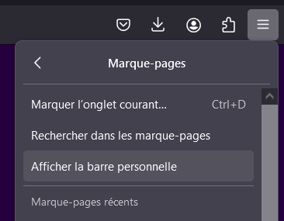 Marque-pages
Marquer l'onglet courant... Ctrl+D
Rechercher dans les marque-pages
Afficher la barre personnelle
Marque-pages récents